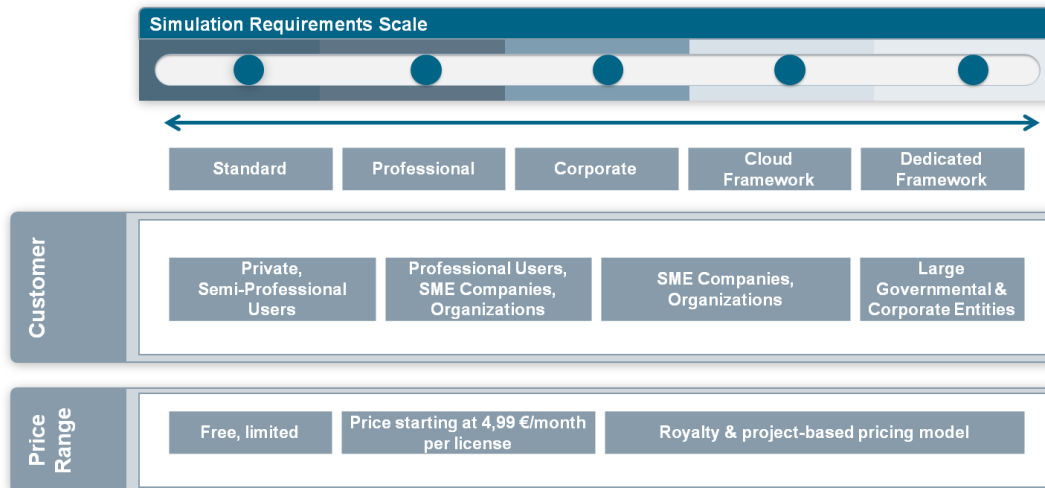 Simulation Requirements Scale
Standard
Professional
Corporate
Cloud
Framework
Dedicated
Framework
Customer
Private,
Semi-Professional
Users
Professional Users,
SME Companies,
Organizations
SME Companies,
Organizations
Large
Governmental &
Corporate Entities
Price
Range
Free, limited
Price starting at 4,99 €/month
per license
Royalty & project-based pricing model